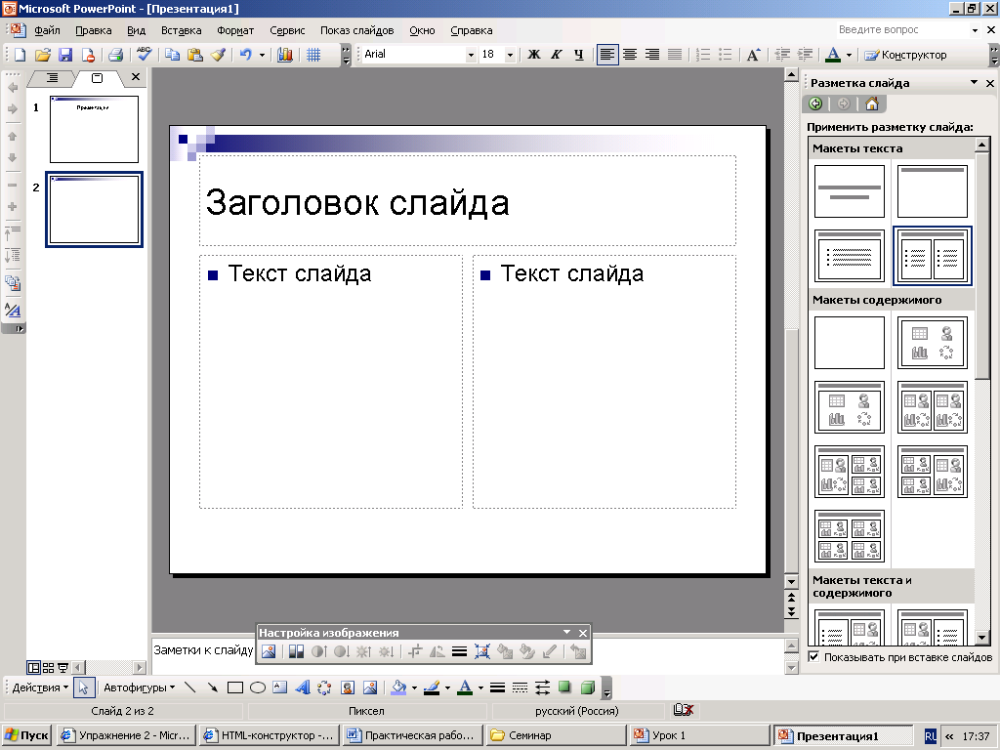 Microsoft PowerPoint - [Презентация1]
Файл Правка Вид Вставка Формат Сервис Показ слайдов Окно Справка Введите вопрос
Arial 18 Ж К Ч Конструктор
Разметка слайда
Применить разметку слайда:
Макеты текста
1
Презентация
2
Заголовок слайда
Текст слайда
Текст слайда
Макеты содержимого
Макеты текста и
содержимого
Настройка изображения
Заметки к слайду
Показывать при вставке слайдов
Действия Автофигуры
Слайд 2 из 2 Пиксел русский (Россия)
Пуск Упражнение 2 - Micr... HTML-конструктор -... Практическая рабо... Семинар Урок 1 Презентация1 RL « 17:37